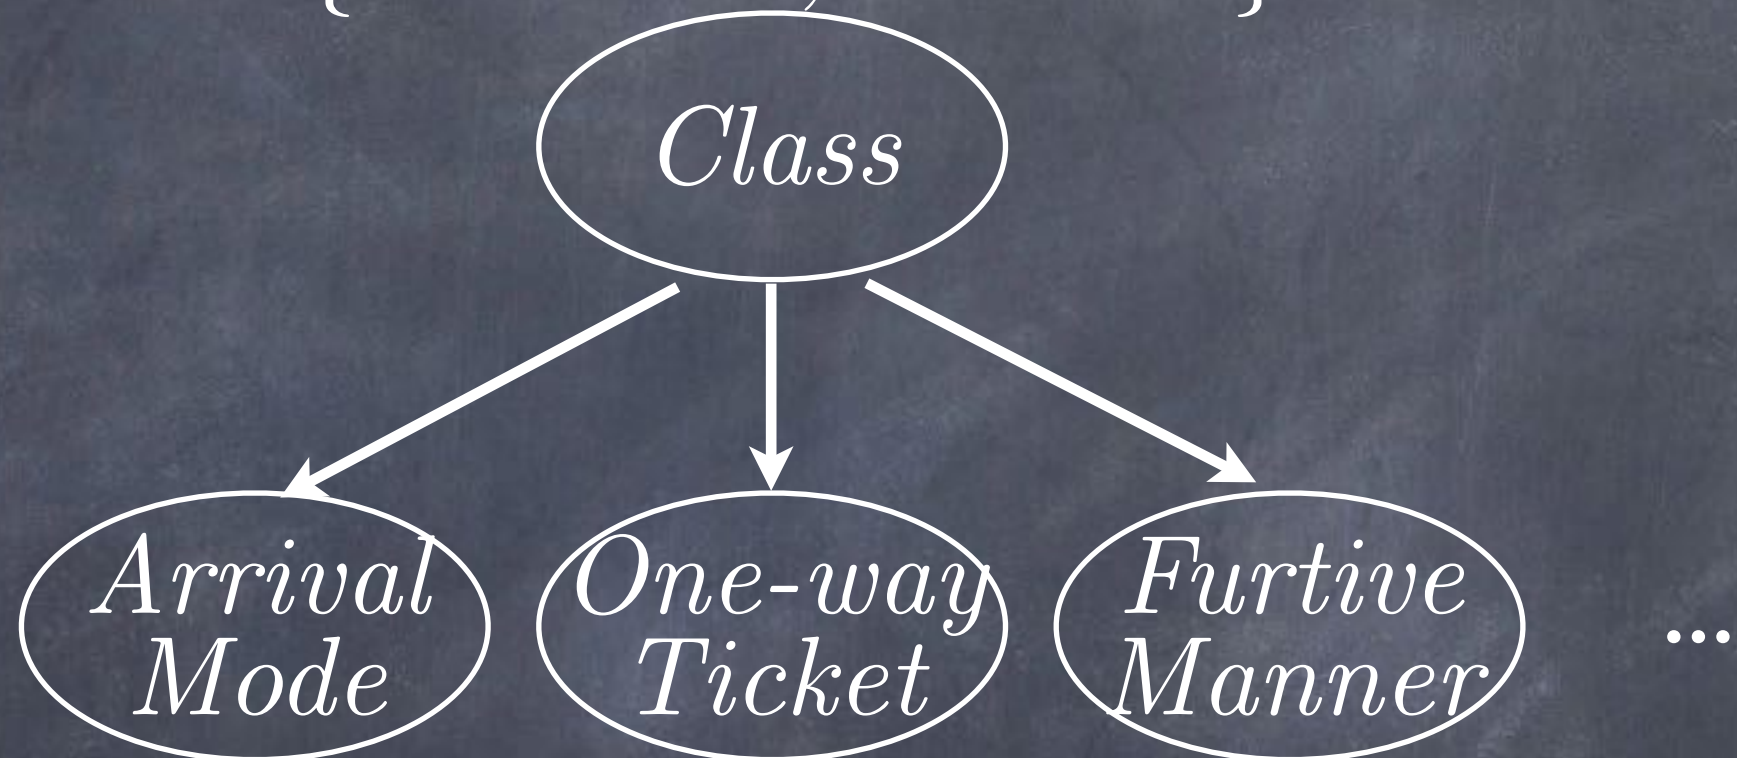 Class
Arrival
Mode
One-way
Ticket
Furtive
Manner
...